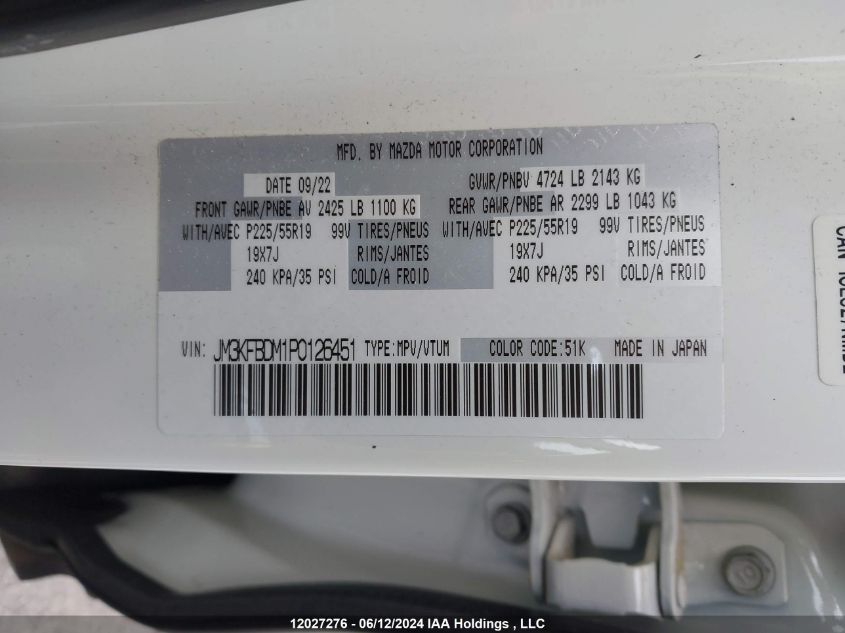 MFD. BY MAZDA MOTOR CORPORATION
DATE 09/22 GVWR/PNBV 4724 LB 2143 KG
FRONT GAWR/PNBE AV 2425 LB 1100 KG REAR GAWR/PNBE AR 2299 LB 1043 KG
WITH/AVEC P225/55R19 99V TIRES/PNEUS WITH/AVEC P225/55R19 99V TIRES/PNEUS
19X7J RIMS/JANTES 19X7J RIMS/JANTES
240 KPA/35 PSI COLD/A FROID 240 KPA/35 PSI COLD/A FROID
VIN: JM3KFBDM1P0126451 TYPE:MPV/VTUM COLOR CODE:51K MADE IN JAPAN
CAN
12027276 - 06/12/2024 IAA Holdings , LLC